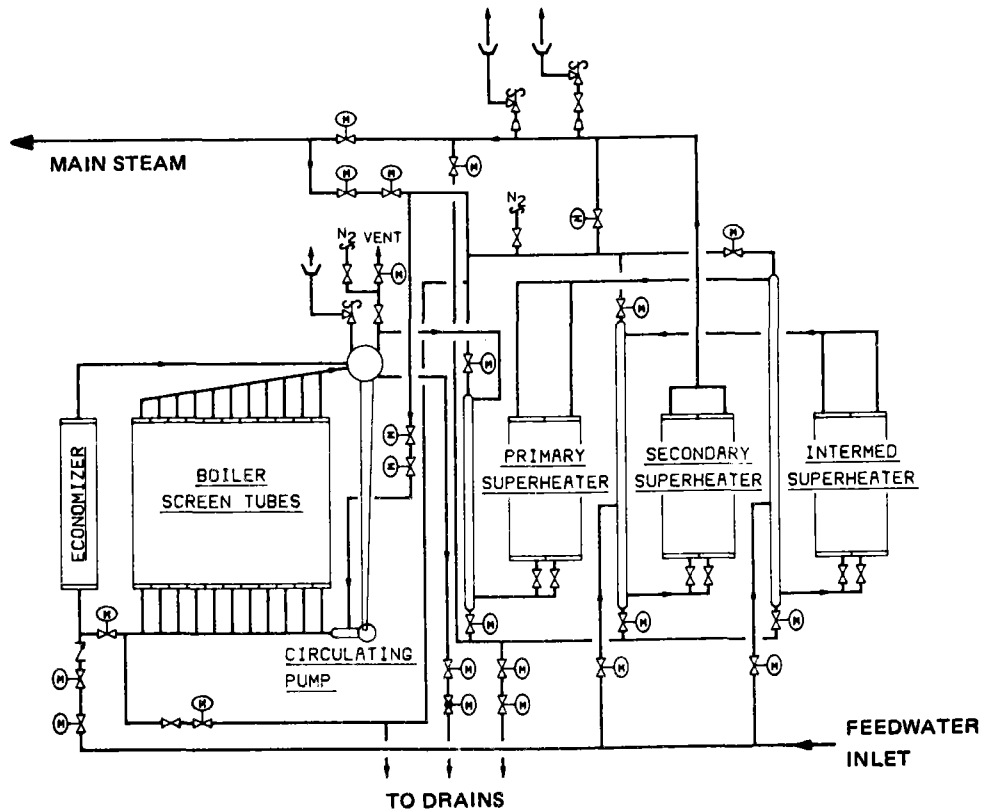 M
MAIN STEAM
M
M
M
N2
M
M
N2
VENT
M
M
M
ECONOMIZER
BOILER
SCREEN TUBES
M
M
PRIMARY
SUPERHEATER
SECONDARY
SUPERHEATER
INTERMED
SUPERHEATER
M
M
M
M
CIRCULATING
PUMP
M
M
M
M
M
M
M
M
M
FEEDWATER
INLET
TO DRAINS